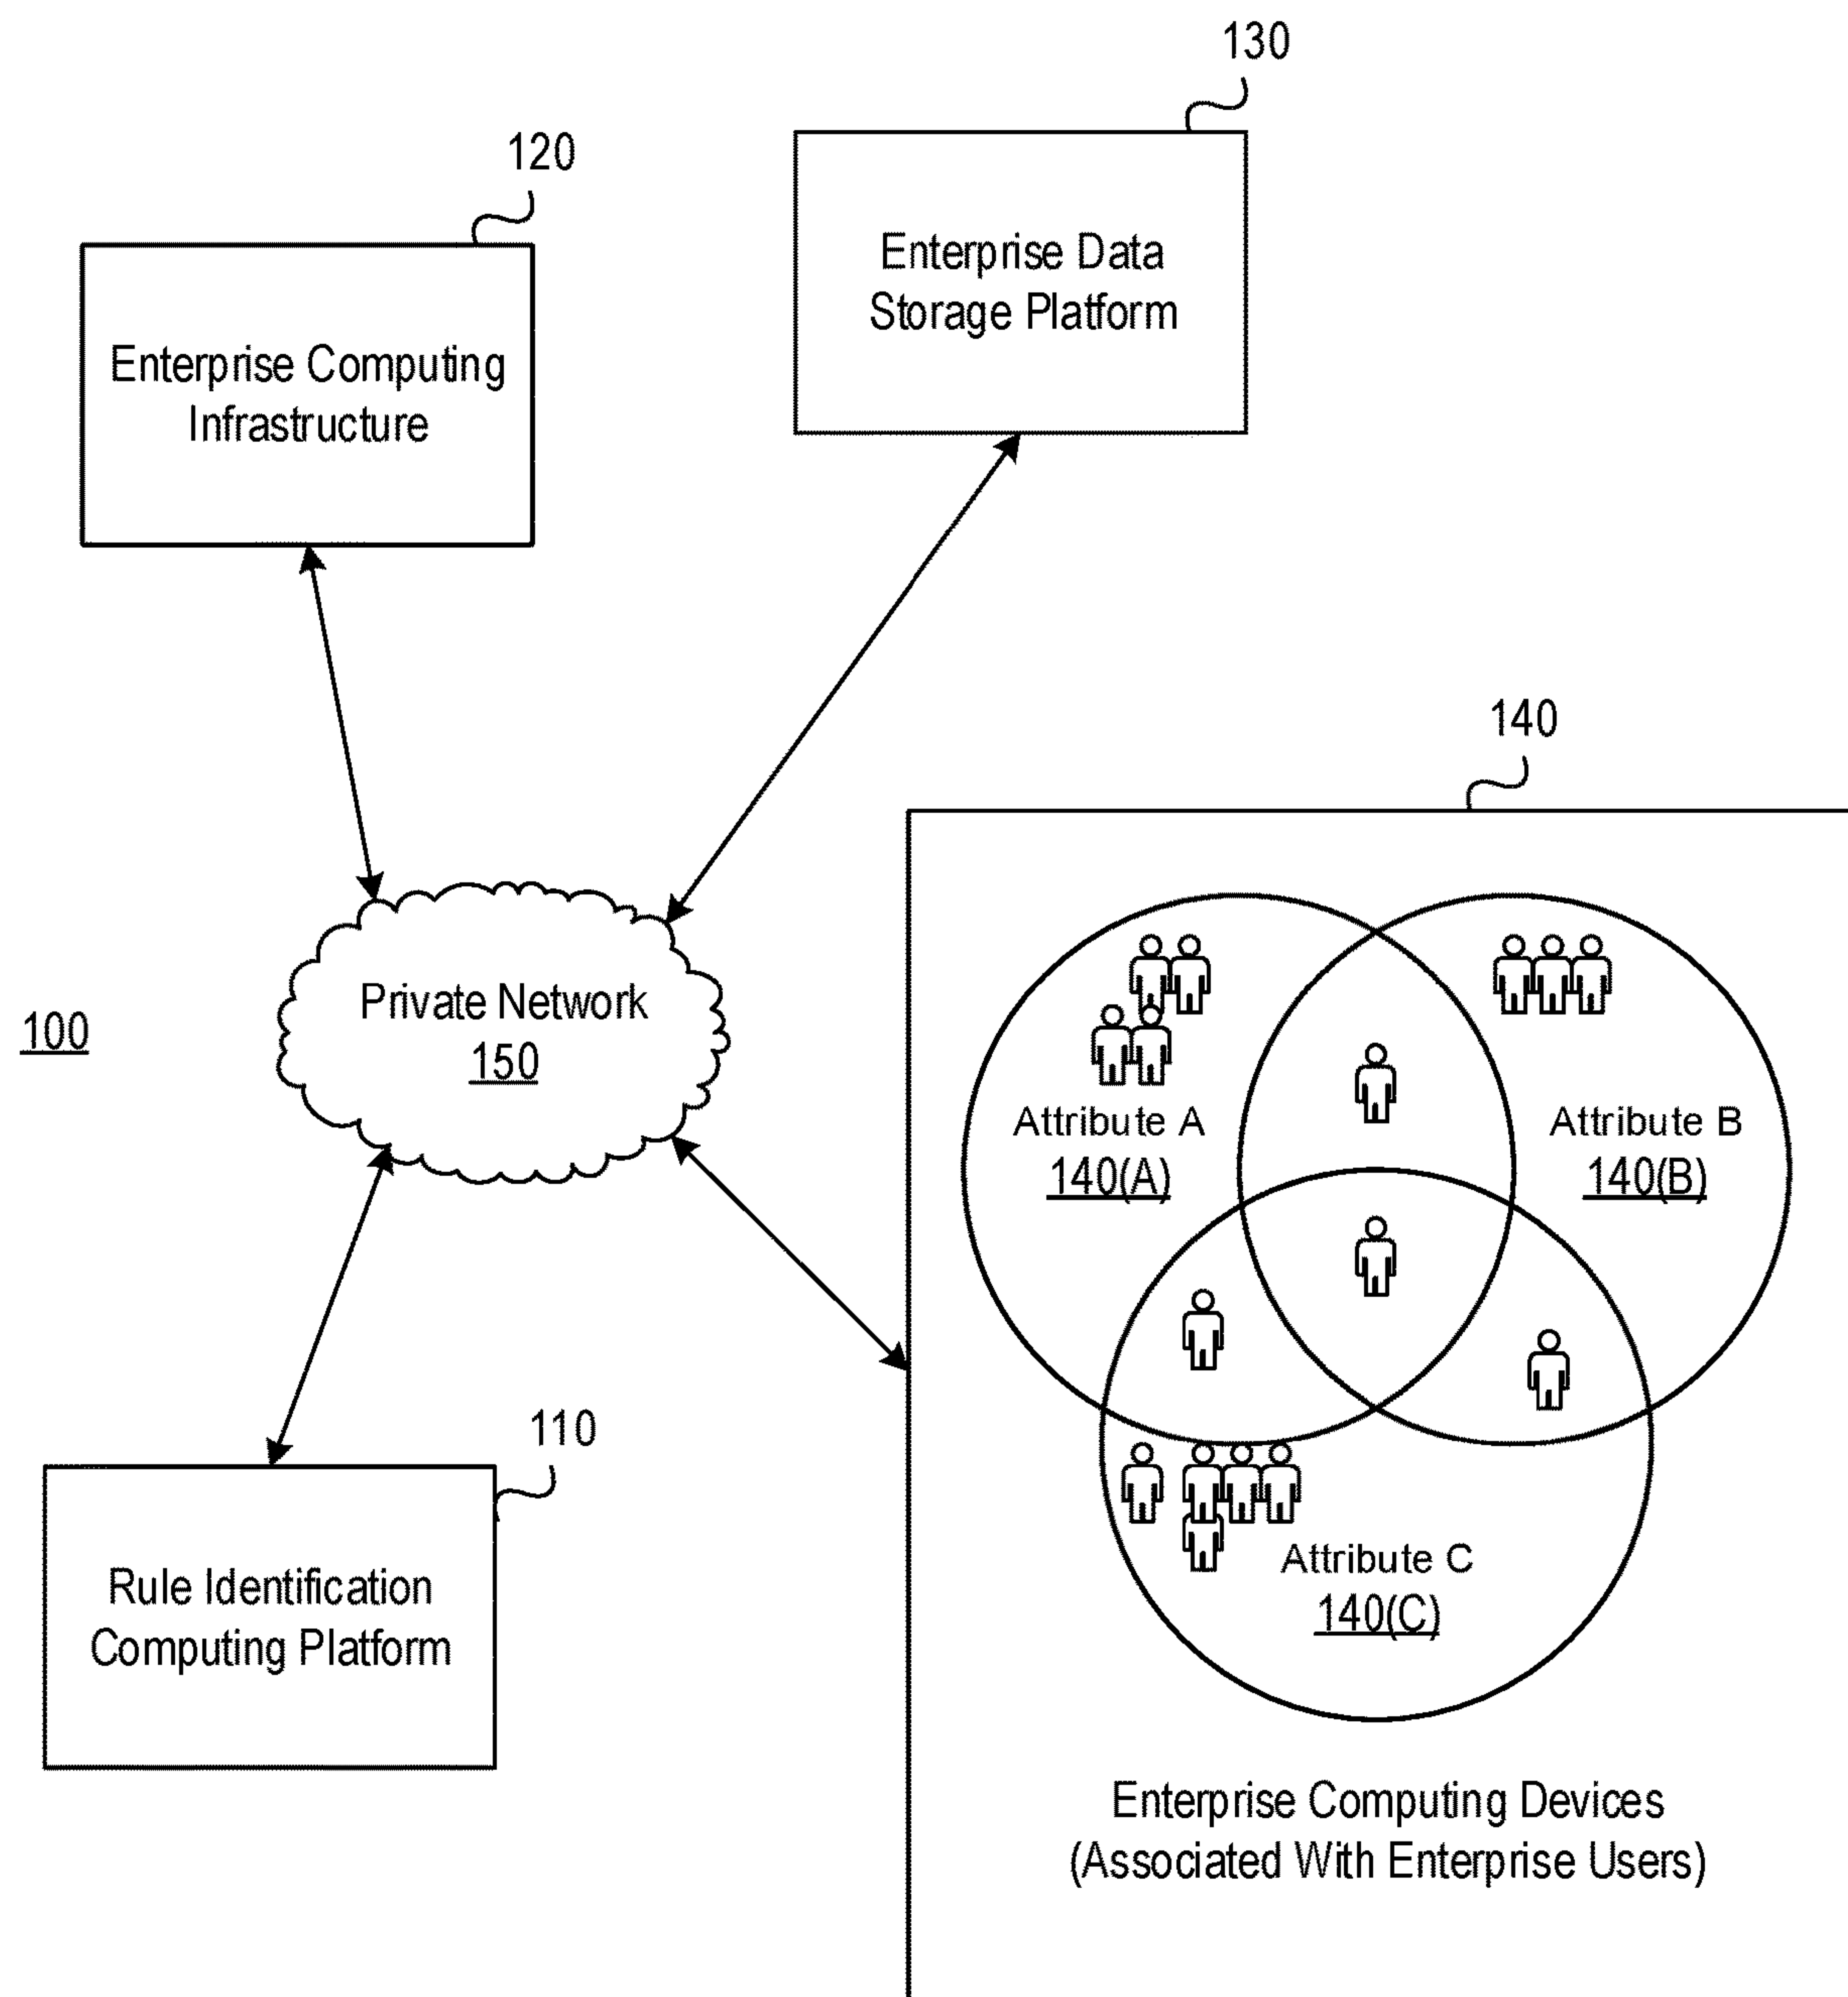 130
120
Enterprise Data
Storage Platform
Enterprise Computing
Infrastructure
140
Private Network
150
100
Attribute A
140(A)
Attribute B
140(B)
110
Rule Identification
Computing Platform
Attribute C
140(C)
Enterprise Computing Devices
(Associated With Enterprise Users)